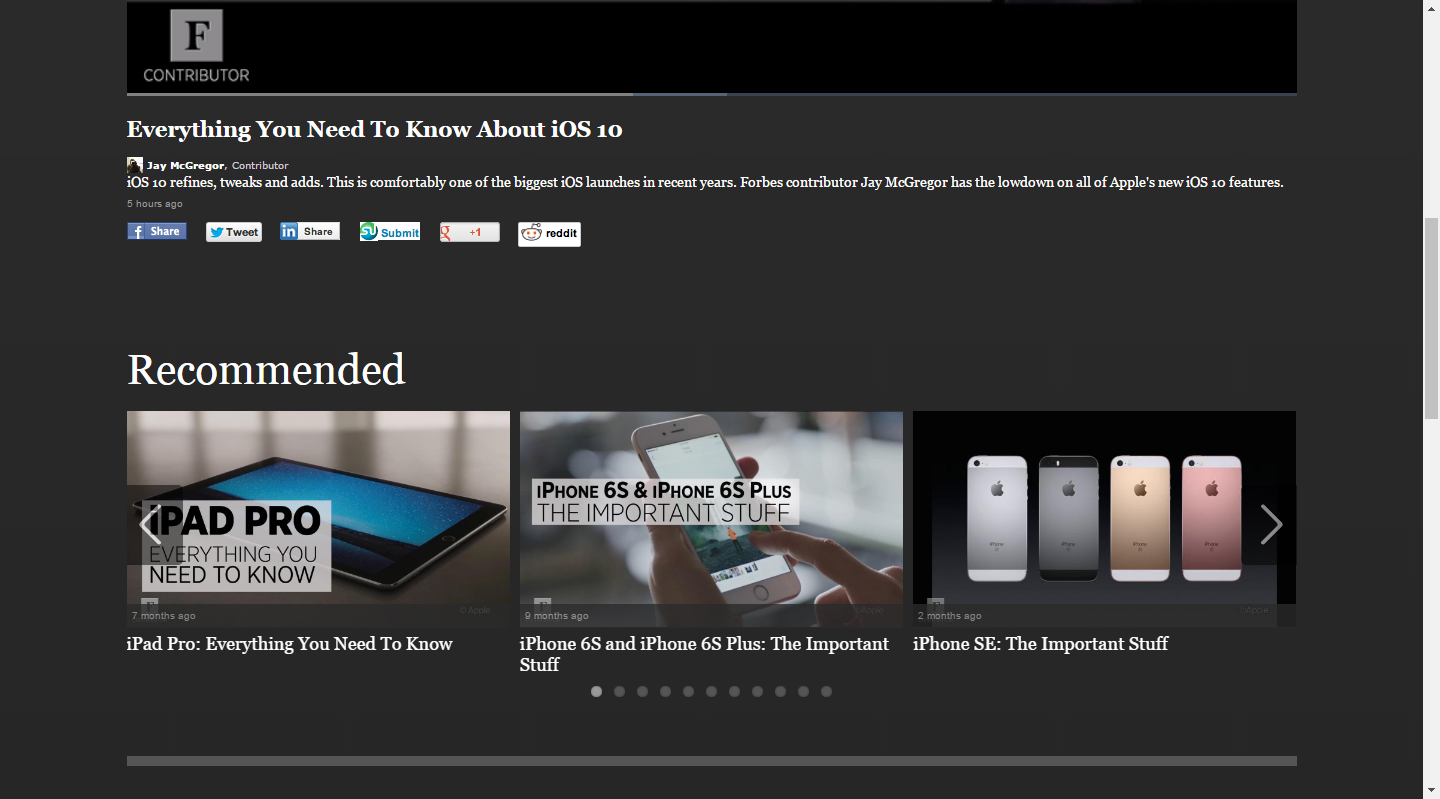 F
CONTRIBUTOR
Everything You Need To Know About iOS 10
Jay McGregor, Contributor
iOS 10 refines, tweaks and adds. This is comfortably one of the biggest iOS launches in recent years. Forbes contributor Jay McGregor has the lowdown on all of Apple's new iOS 10 features.
5 hours ago
f Share
Tweet
in Share
Submit
g +1
reddit
Recommended
iPAD PRO
EVERYTHING YOU
NEED TO KNOW
© Apple
7 months ago
iPad Pro: Everything You Need To Know
iPHONE 6S & iPHONE 6S PLUS
THE IMPORTANT STUFF
© Apple
9 months ago
iPhone 6S and iPhone 6S Plus: The Important
Stuff
iPhone
iPhone
iPhone
iPhone
© Apple
2 months ago
iPhone SE: The Important Stuff